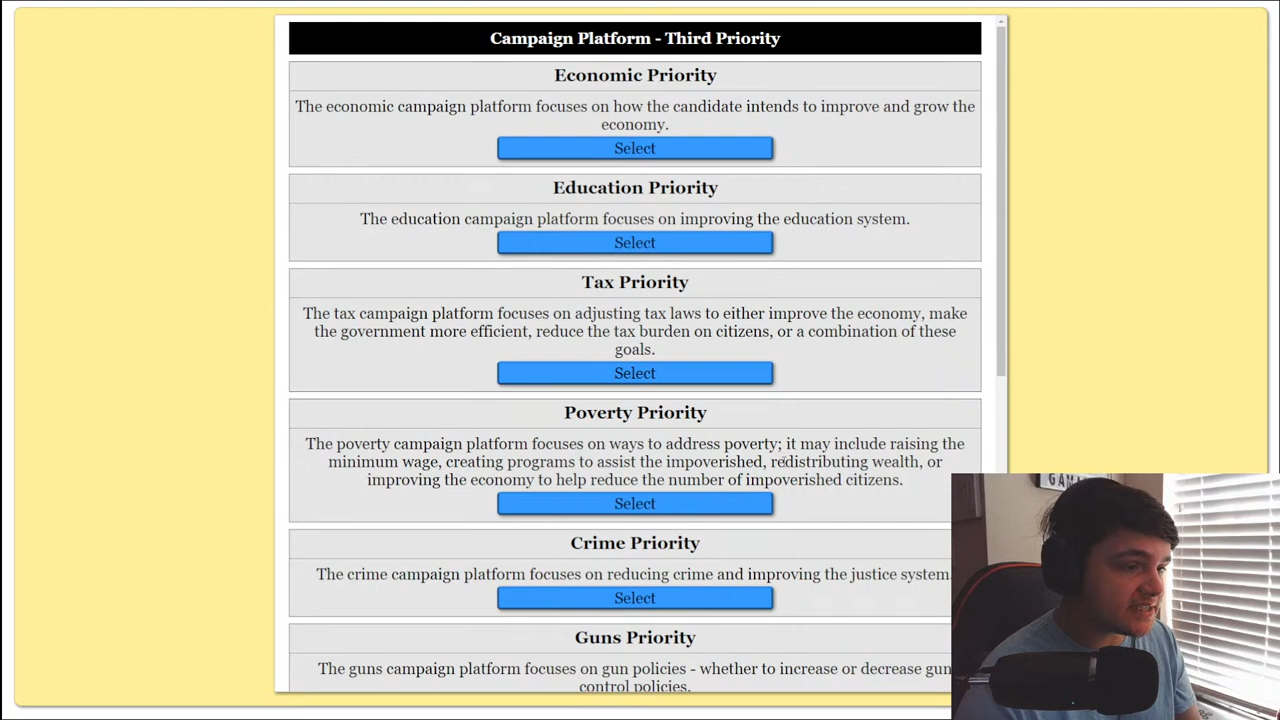 Campaign Platform - Third Priority
Economic Priority
The economic campaign platform focuses on how the candidate intends to improve and grow the
economy.
Select
Education Priority
The education campaign platform focuses on improving the education system.
Select
Tax Priority
The tax campaign platform focuses on adjusting tax laws to either improve the economy, make
the government more efficient, reduce the tax burden on citizens, or a combination of these
goals.
Select
Poverty Priority
The poverty campaign platform focuses on ways to address poverty; it may include raising the
minimum wage, creating programs to assist the impoverished, redistributing wealth, or
improving the economy to help reduce the number of impoverished citizens.
Select
Crime Priority
The crime campaign platform focuses on reducing crime and improving the justice system.
Select
Guns Priority
The guns campaign platform focuses on gun policies - whether to increase or decrease gun
control policies.